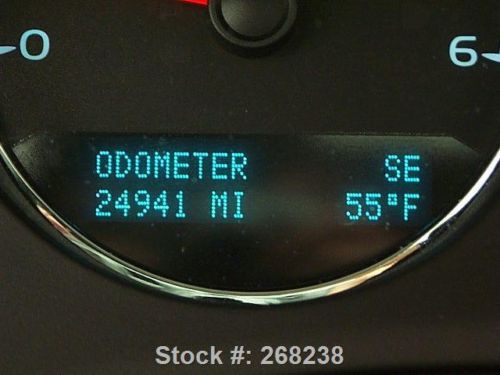 0 6
ODOMETER SE
24941 MI 55°F
Stock #: 268238